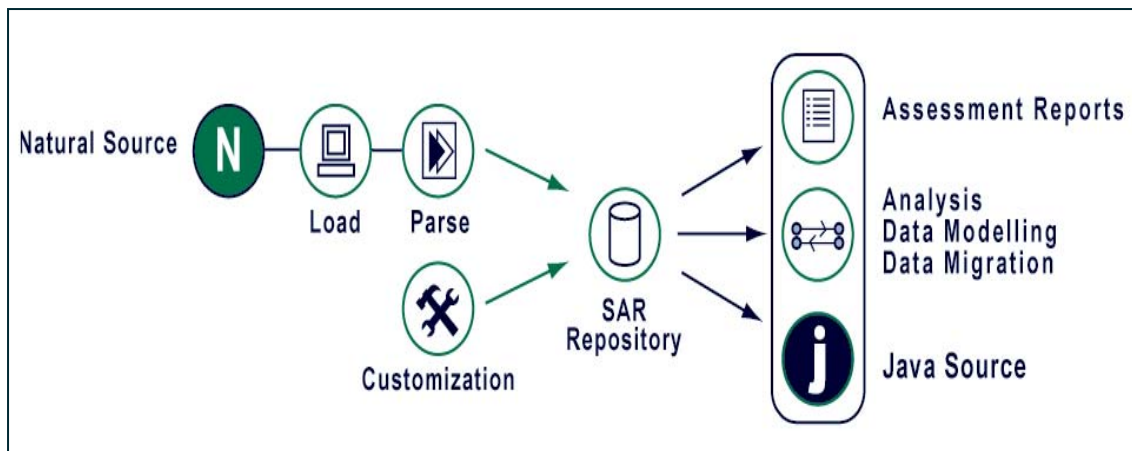 Natural Source
N
Load
Parse
Customization
SAR
Repository
Assessment Reports
Analysis
Data Modelling
Data Migration
j
Java Source